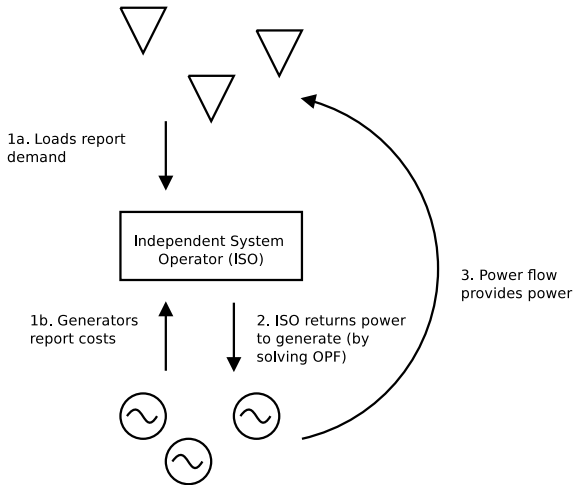 1a. Loads report
demand
Independent System
Operator (ISO)
1b. Generators
report costs
2. ISO returns power
to generate (by
solving OPF)
3. Power flow
provides power